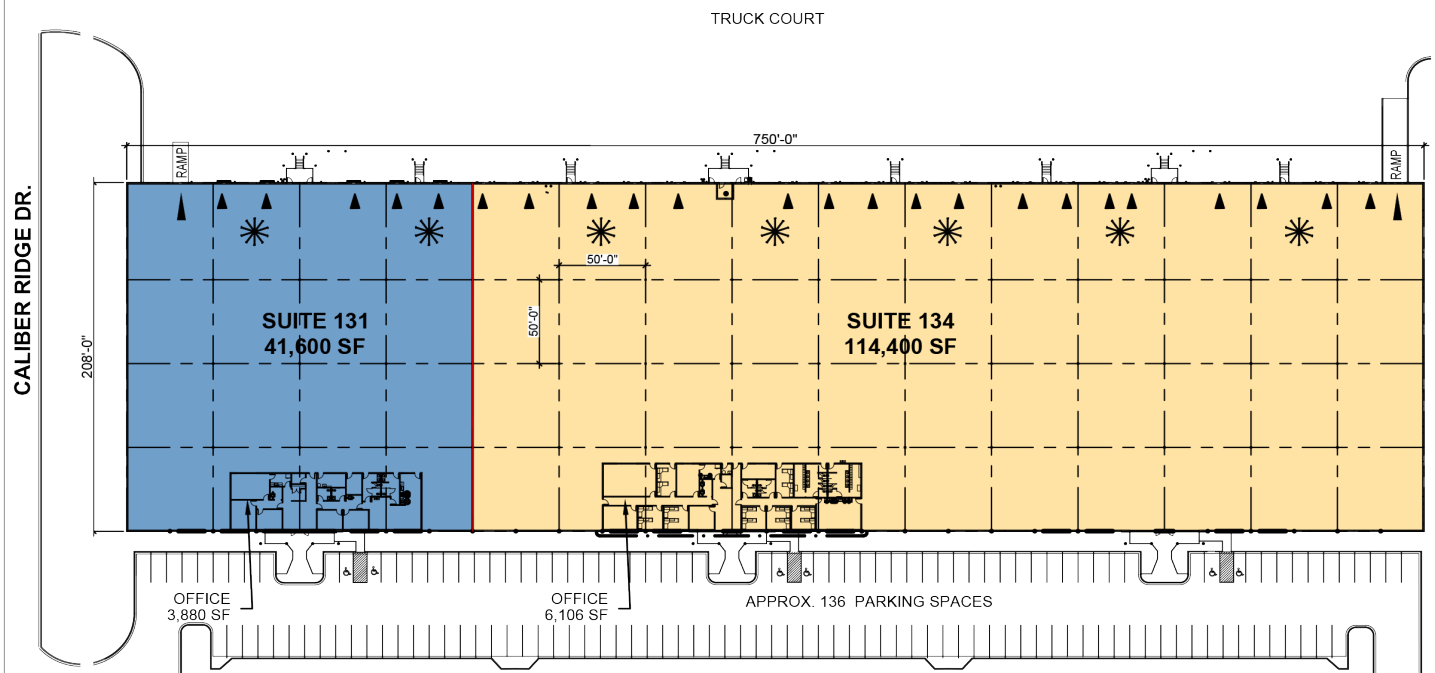 TRUCK COURT
750'-0"
RAMP
RAMP
CALIBER RIDGE DR.
208'-0"
50'-0"
50'-0"
SUITE 131
41,600 SF
SUITE 134
114,400 SF
OFFICE
3,880 SF
OFFICE
6,106 SF
APPROX. 136 PARKING SPACES